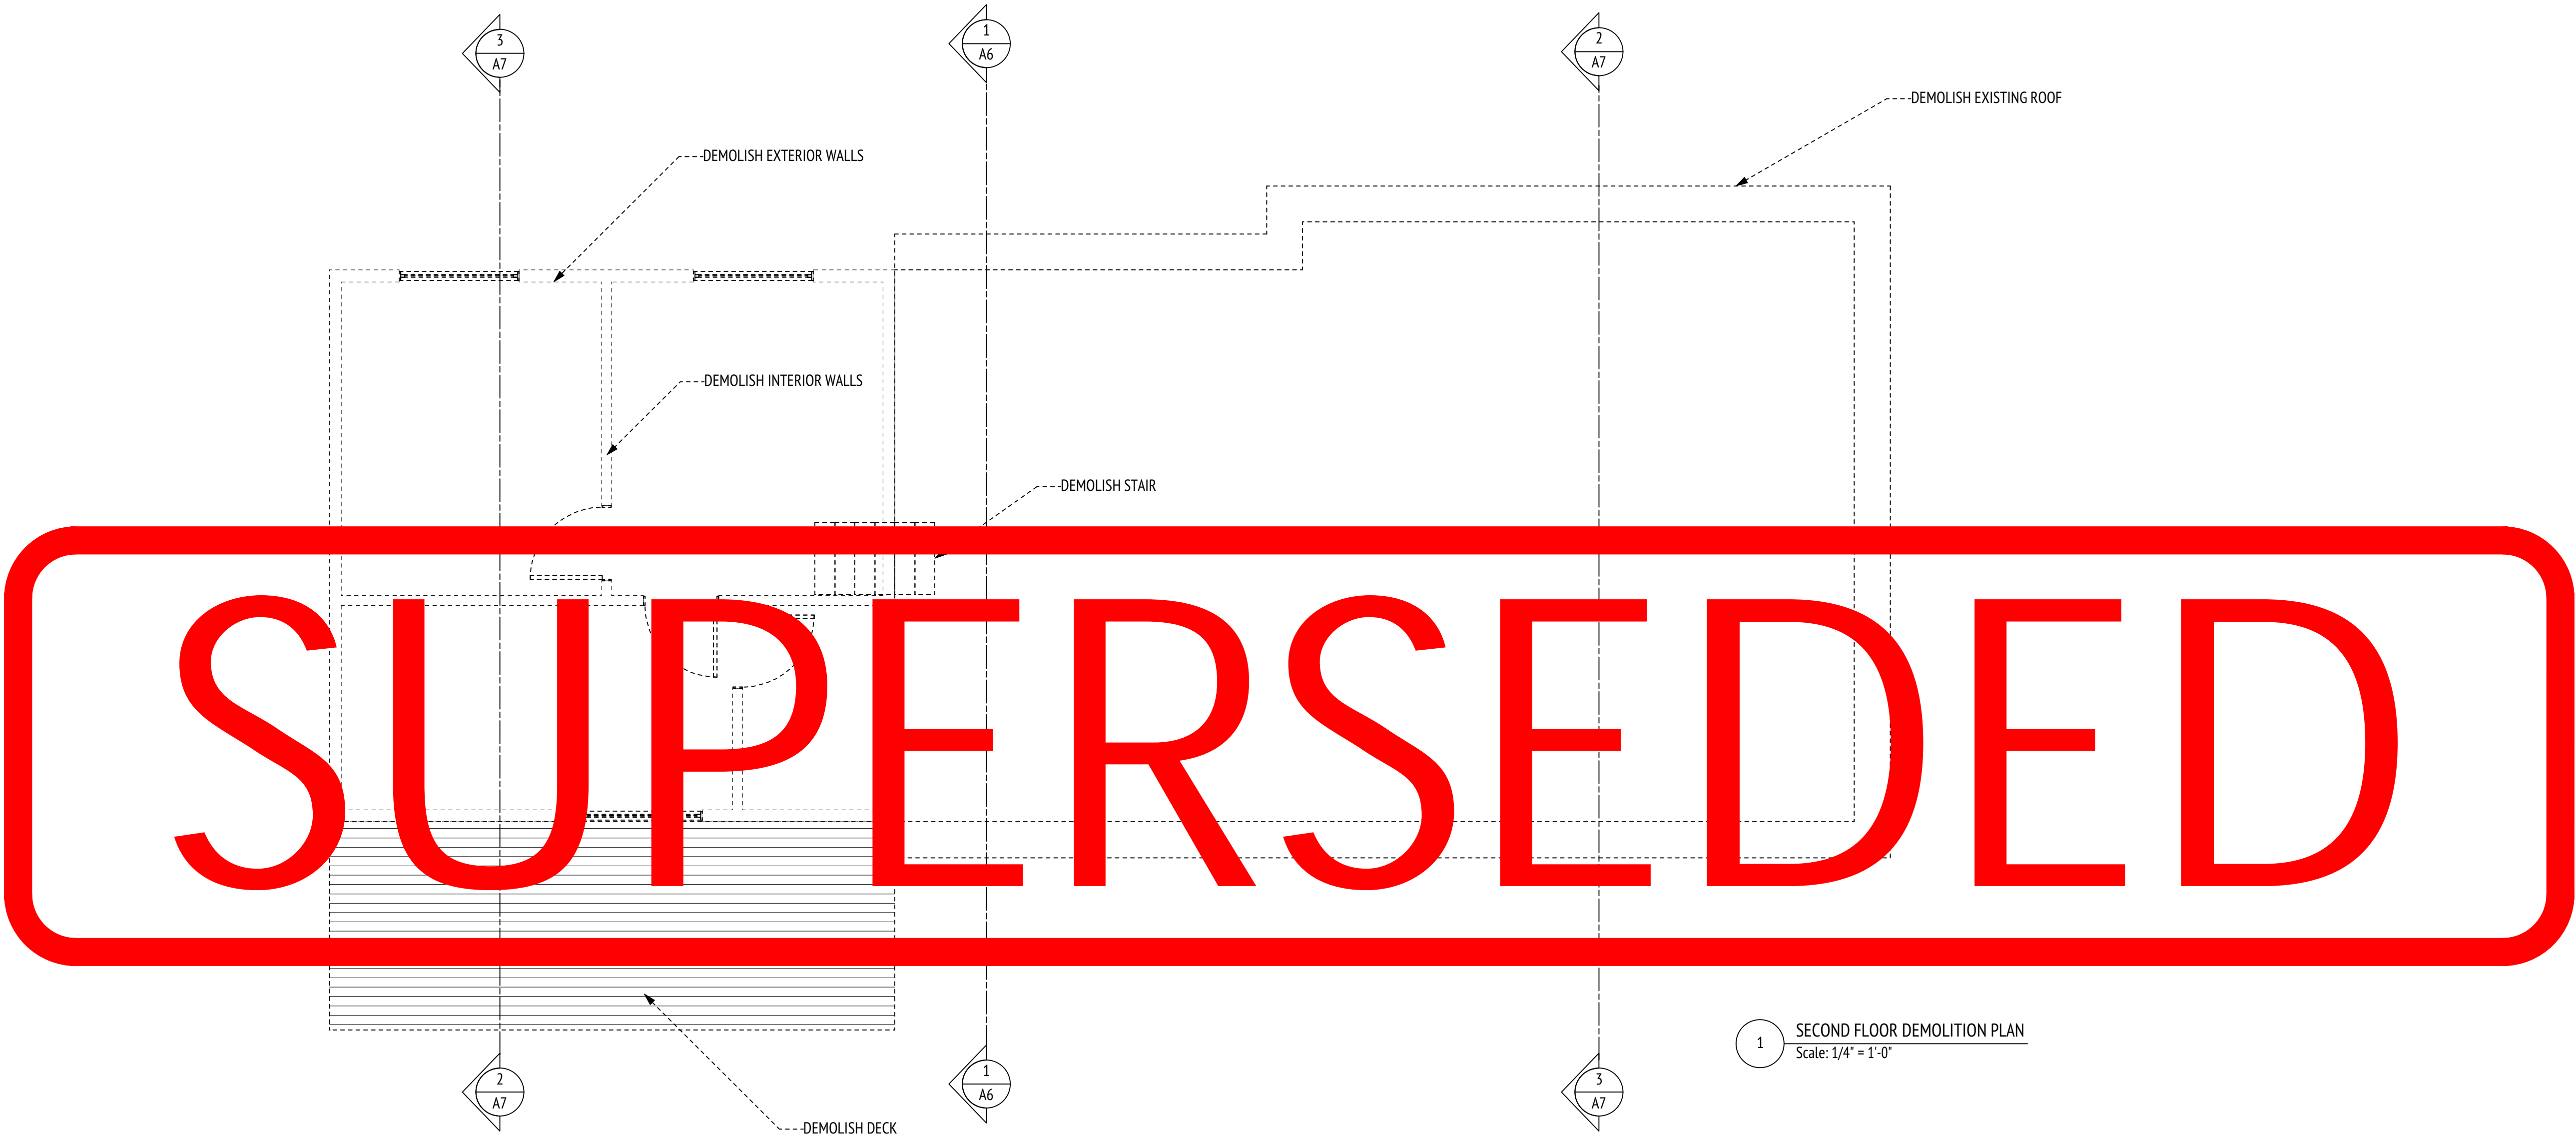 3
A7
1
A6
2
A7
DEMOLISH EXISTING ROOF
DEMOLISH EXTERIOR WALLS
DEMOLISH INTERIOR WALLS
DEMOLISH STAIR
SUPERSEDED
1
SECOND FLOOR DEMOLITION PLAN
Scale: 1/4" = 1'-0"
2
A7
1
A6
3
A7
DEMOLISH DECK